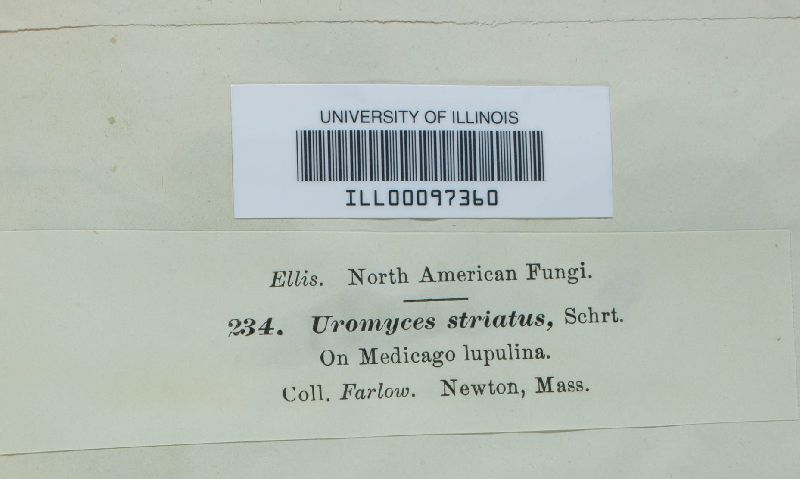 UNIVERSITY OF ILLINOIS
ILL00097360
Ellis. North American Fungi.
234. Uromyces striatus, Schrt.
On Medicago lupulina.
Coll. Farlow. Newton, Mass.